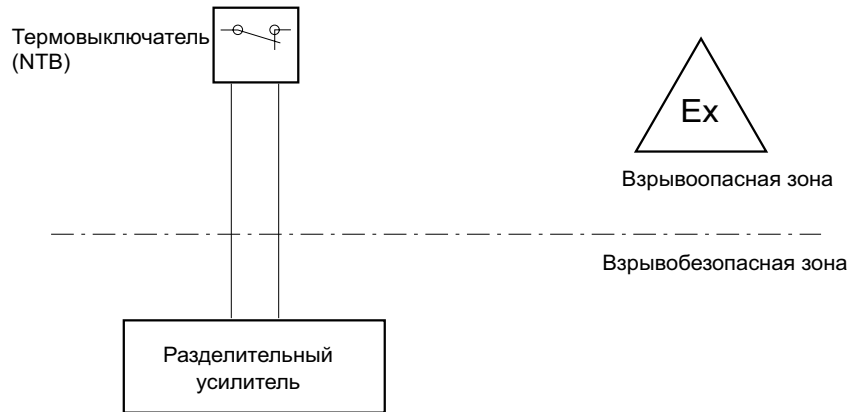 Термовыключатель
(NTB)
Ex
Взрывоопасная зона
Взрывобезопасная зона
Разделительный
усилитель